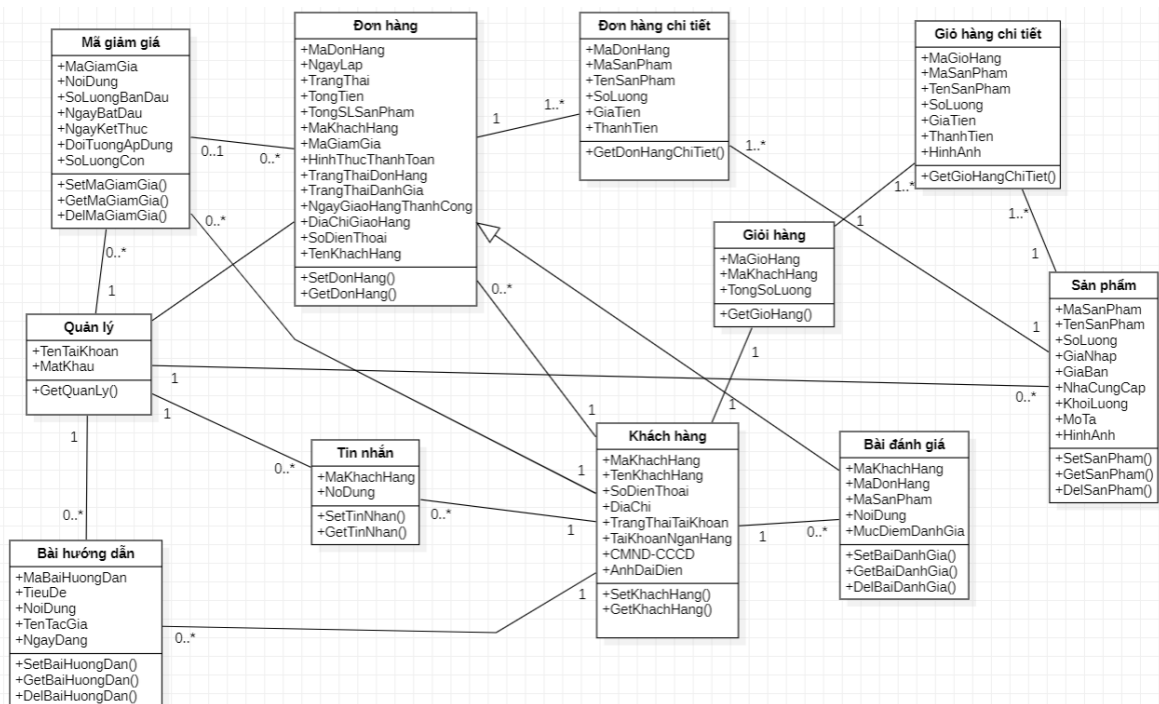 Mã giảm giá
+MaGiamGia
+NoiDung
+SoLuongBanDau
+NgayBatDau
+NgayKetThuc
+DoiTuongApDung
+SoLuongCon
+SetMaGiamGia()
+GetMaGiamGia()
+DelMaGiamGia()
Đơn hàng
+MaDonHang
+NgayLap
+TrangThai
+TongTien
+TongSLSanPham
+MaKhachHang
+MaGiamGia
+HinhThucThanhToan
+TrangThaiDonHang
+TrangThaiDanhGia
+NgayGiaoHangThanhCong
+DiaChiGiaoHang
+SoDienThoai
+TenKhachHang
+SetDonHang()
+GetDonHang()
Đơn hàng chi tiết
+MaDonHang
+MaSanPham
+TenSanPham
+SoLuong
+GiaTien
+ThanhTien
+GetDonHangChiTiet()
Giỏ hàng chi tiết
+MaGioHang
+MaSanPham
+TenSanPham
+SoLuong
+GiaTien
+ThanhTien
+HinhAnh
+GetGioHangChiTiet()
1
1..*
0..1
0..*
1..*
1
1..*
1
1..*
1
0..*
0..*
1
0..*
1
Giỏi hàng
+MaGioHang
+MaKhachHang
+TongSoLuong
+GetGioHang()
Sản phẩm
+MaSanPham
+TenSanPham
+SoLuong
+GiaNhap
+GiaBan
+NhaCungCap
+KhoiLuong
+MoTa
+HinhAnh
+SetSanPham()
+GetSanPham()
+DelSanPham()
Quản lý
+TenTaiKhoan
+MatKhau
+GetQuanLy()
1
0..*
1
0..*
1
0..*
1
1
1
Tin nhắn
+MaKhachHang
+NoDung
+SetTinNhan()
+GetTinNhan()
0..*
1
Khách hàng
+MaKhachHang
+TenKhachHang
+SoDienThoai
+DiaChi
+TrangThaiTaiKhoan
+TaiKhoanNganHang
+CMND-CCCD
+AnhDaiDien
+SetKhachHang()
+GetKhachHang()
1
0..*
Bài đánh giá
+MaKhachHang
+MaDonHang
+MaSanPham
+NoiDung
+MucDiemDanhGia
+SetBaiDanhGia()
+GetBaiDanhGia()
+DelBaiDanhGia()
Bài hướng dẫn
+MaBaiHuongDan
+TieuDe
+NoiDung
+TenTacGia
+NgayDang
+SetBaiHuongDan()
+GetBaiHuongDan()
+DelBaiHuongDan()
0..*
1